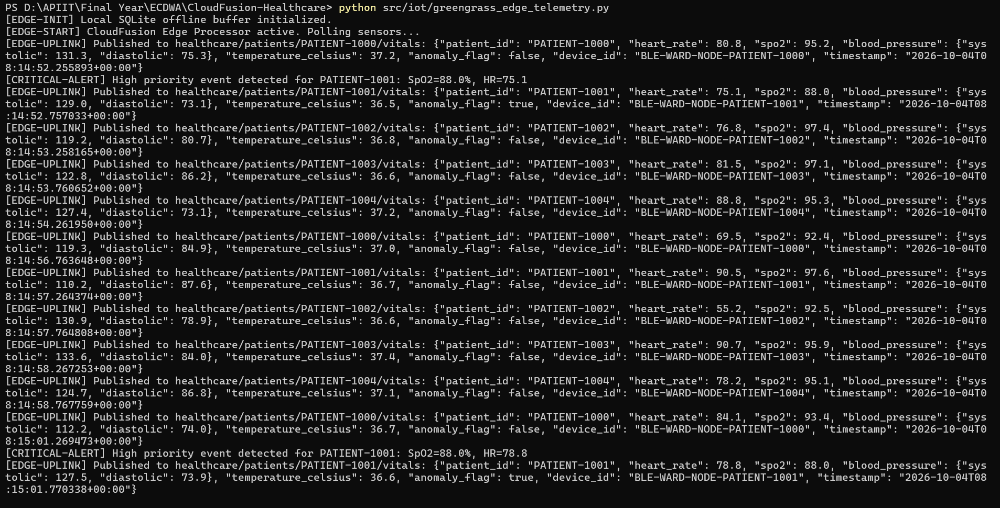 PS D:\APIIT\Final Year\ECDWA\CloudFusion-Healthcare> python src/iot/greengrass_edge_telemetry.py
[EDGE-INIT] Local SQLite offline buffer initialized.
[EDGE-START] CloudFusion Edge Processor active. Polling sensors...
[EDGE-UPLINK] Published to healthcare/patients/PATIENT-1000/vitals: {"patient_id": "PATIENT-1000", "heart_rate": 80.8, "spo2": 95.2, "blood_pressure": {"sys
tolic": 131.3, "diastolic": 75.3}, "temperature_celsius": 37.2, "anomaly_flag": false, "device_id": "BLE-WARD-NODE-PATIENT-1000", "timestamp": "2026-10-04T0
8:14:52.255893+00:00"}
[CRITICAL-ALERT] High priority event detected for PATIENT-1001: SpO2=88.0%, HR=75.1
[EDGE-UPLINK] Published to healthcare/patients/PATIENT-1001/vitals: {"patient_id": "PATIENT-1001", "heart_rate": 75.1, "spo2": 88.0, "blood_pressure": {"sys
tolic": 129.0, "diastolic": 73.1}, "temperature_celsius": 36.5, "anomaly_flag": true, "device_id": "BLE-WARD-NODE-PATIENT-1001", "timestamp": "2026-10-04T08
:14:52.757033+00:00"}
[EDGE-UPLINK] Published to healthcare/patients/PATIENT-1002/vitals: {"patient_id": "PATIENT-1002", "heart_rate": 76.8, "spo2": 97.4, "blood_pressure": {"sys
tolic": 119.2, "diastolic": 80.7}, "temperature_celsius": 36.8, "anomaly_flag": false, "device_id": "BLE-WARD-NODE-PATIENT-1002", "timestamp": "2026-10-04T0
8:14:53.258165+00:00"}
[EDGE-UPLINK] Published to healthcare/patients/PATIENT-1003/vitals: {"patient_id": "PATIENT-1003", "heart_rate": 81.5, "spo2": 97.1, "blood_pressure": {"sys
tolic": 122.8, "diastolic": 86.2}, "temperature_celsius": 36.6, "anomaly_flag": false, "device_id": "BLE-WARD-NODE-PATIENT-1003", "timestamp": "2026-10-04T0
8:14:53.760652+00:00"}
[EDGE-UPLINK] Published to healthcare/patients/PATIENT-1004/vitals: {"patient_id": "PATIENT-1004", "heart_rate": 88.8, "spo2": 95.3, "blood_pressure": {"sys
tolic": 127.4, "diastolic": 73.1}, "temperature_celsius": 37.2, "anomaly_flag": false, "device_id": "BLE-WARD-NODE-PATIENT-1004", "timestamp": "2026-10-04T0
8:14:54.261950+00:00"}
[EDGE-UPLINK] Published to healthcare/patients/PATIENT-1000/vitals: {"patient_id": "PATIENT-1000", "heart_rate": 69.5, "spo2": 92.4, "blood_pressure": {"sys
tolic": 119.3, "diastolic": 84.9}, "temperature_celsius": 37.0, "anomaly_flag": false, "device_id": "BLE-WARD-NODE-PATIENT-1000", "timestamp": "2026-10-04T0
8:14:56.763648+00:00"}
[EDGE-UPLINK] Published to healthcare/patients/PATIENT-1001/vitals: {"patient_id": "PATIENT-1001", "heart_rate": 90.5, "spo2": 97.6, "blood_pressure": {"sys
tolic": 110.2, "diastolic": 87.6}, "temperature_celsius": 36.7, "anomaly_flag": false, "device_id": "BLE-WARD-NODE-PATIENT-1001", "timestamp": "2026-10-04T0
8:14:57.264374+00:00"}
[EDGE-UPLINK] Published to healthcare/patients/PATIENT-1002/vitals: {"patient_id": "PATIENT-1002", "heart_rate": 55.2, "spo2": 92.5, "blood_pressure": {"sys
tolic": 130.9, "diastolic": 78.9}, "temperature_celsius": 36.6, "anomaly_flag": false, "device_id": "BLE-WARD-NODE-PATIENT-1002", "timestamp": "2026-10-04T0
8:14:57.764808+00:00"}
[EDGE-UPLINK] Published to healthcare/patients/PATIENT-1003/vitals: {"patient_id": "PATIENT-1003", "heart_rate": 90.7, "spo2": 95.9, "blood_pressure": {"sys
tolic": 133.6, "diastolic": 84.0}, "temperature_celsius": 37.4, "anomaly_flag": false, "device_id": "BLE-WARD-NODE-PATIENT-1003", "timestamp": "2026-10-04T0
8:14:58.267253+00:00"}
[EDGE-UPLINK] Published to healthcare/patients/PATIENT-1004/vitals: {"patient_id": "PATIENT-1004", "heart_rate": 78.2, "spo2": 95.1, "blood_pressure": {"sys
tolic": 124.7, "diastolic": 86.8}, "temperature_celsius": 37.1, "anomaly_flag": false, "device_id": "BLE-WARD-NODE-PATIENT-1004", "timestamp": "2026-10-04T0
8:14:58.767759+00:00"}
[EDGE-UPLINK] Published to healthcare/patients/PATIENT-1000/vitals: {"patient_id": "PATIENT-1000", "heart_rate": 84.1, "spo2": 93.4, "blood_pressure": {"sys
tolic": 112.2, "diastolic": 74.0}, "temperature_celsius": 36.7, "anomaly_flag": false, "device_id": "BLE-WARD-NODE-PATIENT-1000", "timestamp": "2026-10-04T0
8:15:01.269473+00:00"}
[CRITICAL-ALERT] High priority event detected for PATIENT-1001: SpO2=88.0%, HR=78.8
[EDGE-UPLINK] Published to healthcare/patients/PATIENT-1001/vitals: {"patient_id": "PATIENT-1001", "heart_rate": 78.8, "spo2": 88.0, "blood_pressure": {"sys
tolic": 127.5, "diastolic": 73.9}, "temperature_celsius": 36.6, "anomaly_flag": true, "device_id": "BLE-WARD-NODE-PATIENT-1001", "timestamp": "2026-10-04T08
:15:01.770338+00:00"}